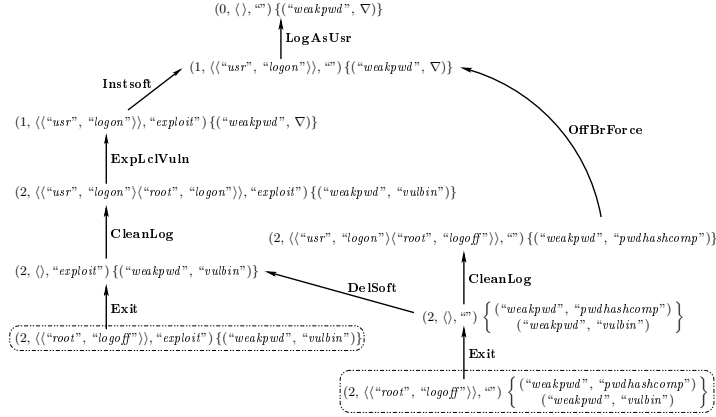 (0, ⟨ ⟩, “”) {(“weakpwd”, ∇)}
LogAsUsr
(1, ⟨⟨“usr”, “logon”⟩⟩, “”) {(“weakpwd”, ∇)}
Instsoft
(1, ⟨⟨“usr”, “logon”⟩⟩, “exploit”) {(“weakpwd”, ∇)}
OffBrForce
ExpLclVuln
(2, ⟨⟨“usr”, “logon”⟩⟨“root”, “logon”⟩⟩, “exploit”) {(“weakpwd”, “vulbin”)}
CleanLog
(2, ⟨⟨“usr”, “logon”⟩⟨“root”, “logoff”⟩⟩, “”) {(“weakpwd”, “pwdhashcomp”)}
(2, ⟨⟩, “exploit”) {(“weakpwd”, “vulbin”)}
DelSoft
CleanLog
Exit
(2, ⟨⟩, “”) { (“weakpwd”, “pwdhashcomp”) }
(“weakpwd”, “vulbin”)
(2, ⟨⟨“root”, “logoff”⟩⟩, “exploit”) {(“weakpwd”, “vulbin”)}
Exit
(2, ⟨⟨“root”, “logoff”⟩⟩, “”) { (“weakpwd”, “pwdhashcomp”) }
(“weakpwd”, “vulbin”)